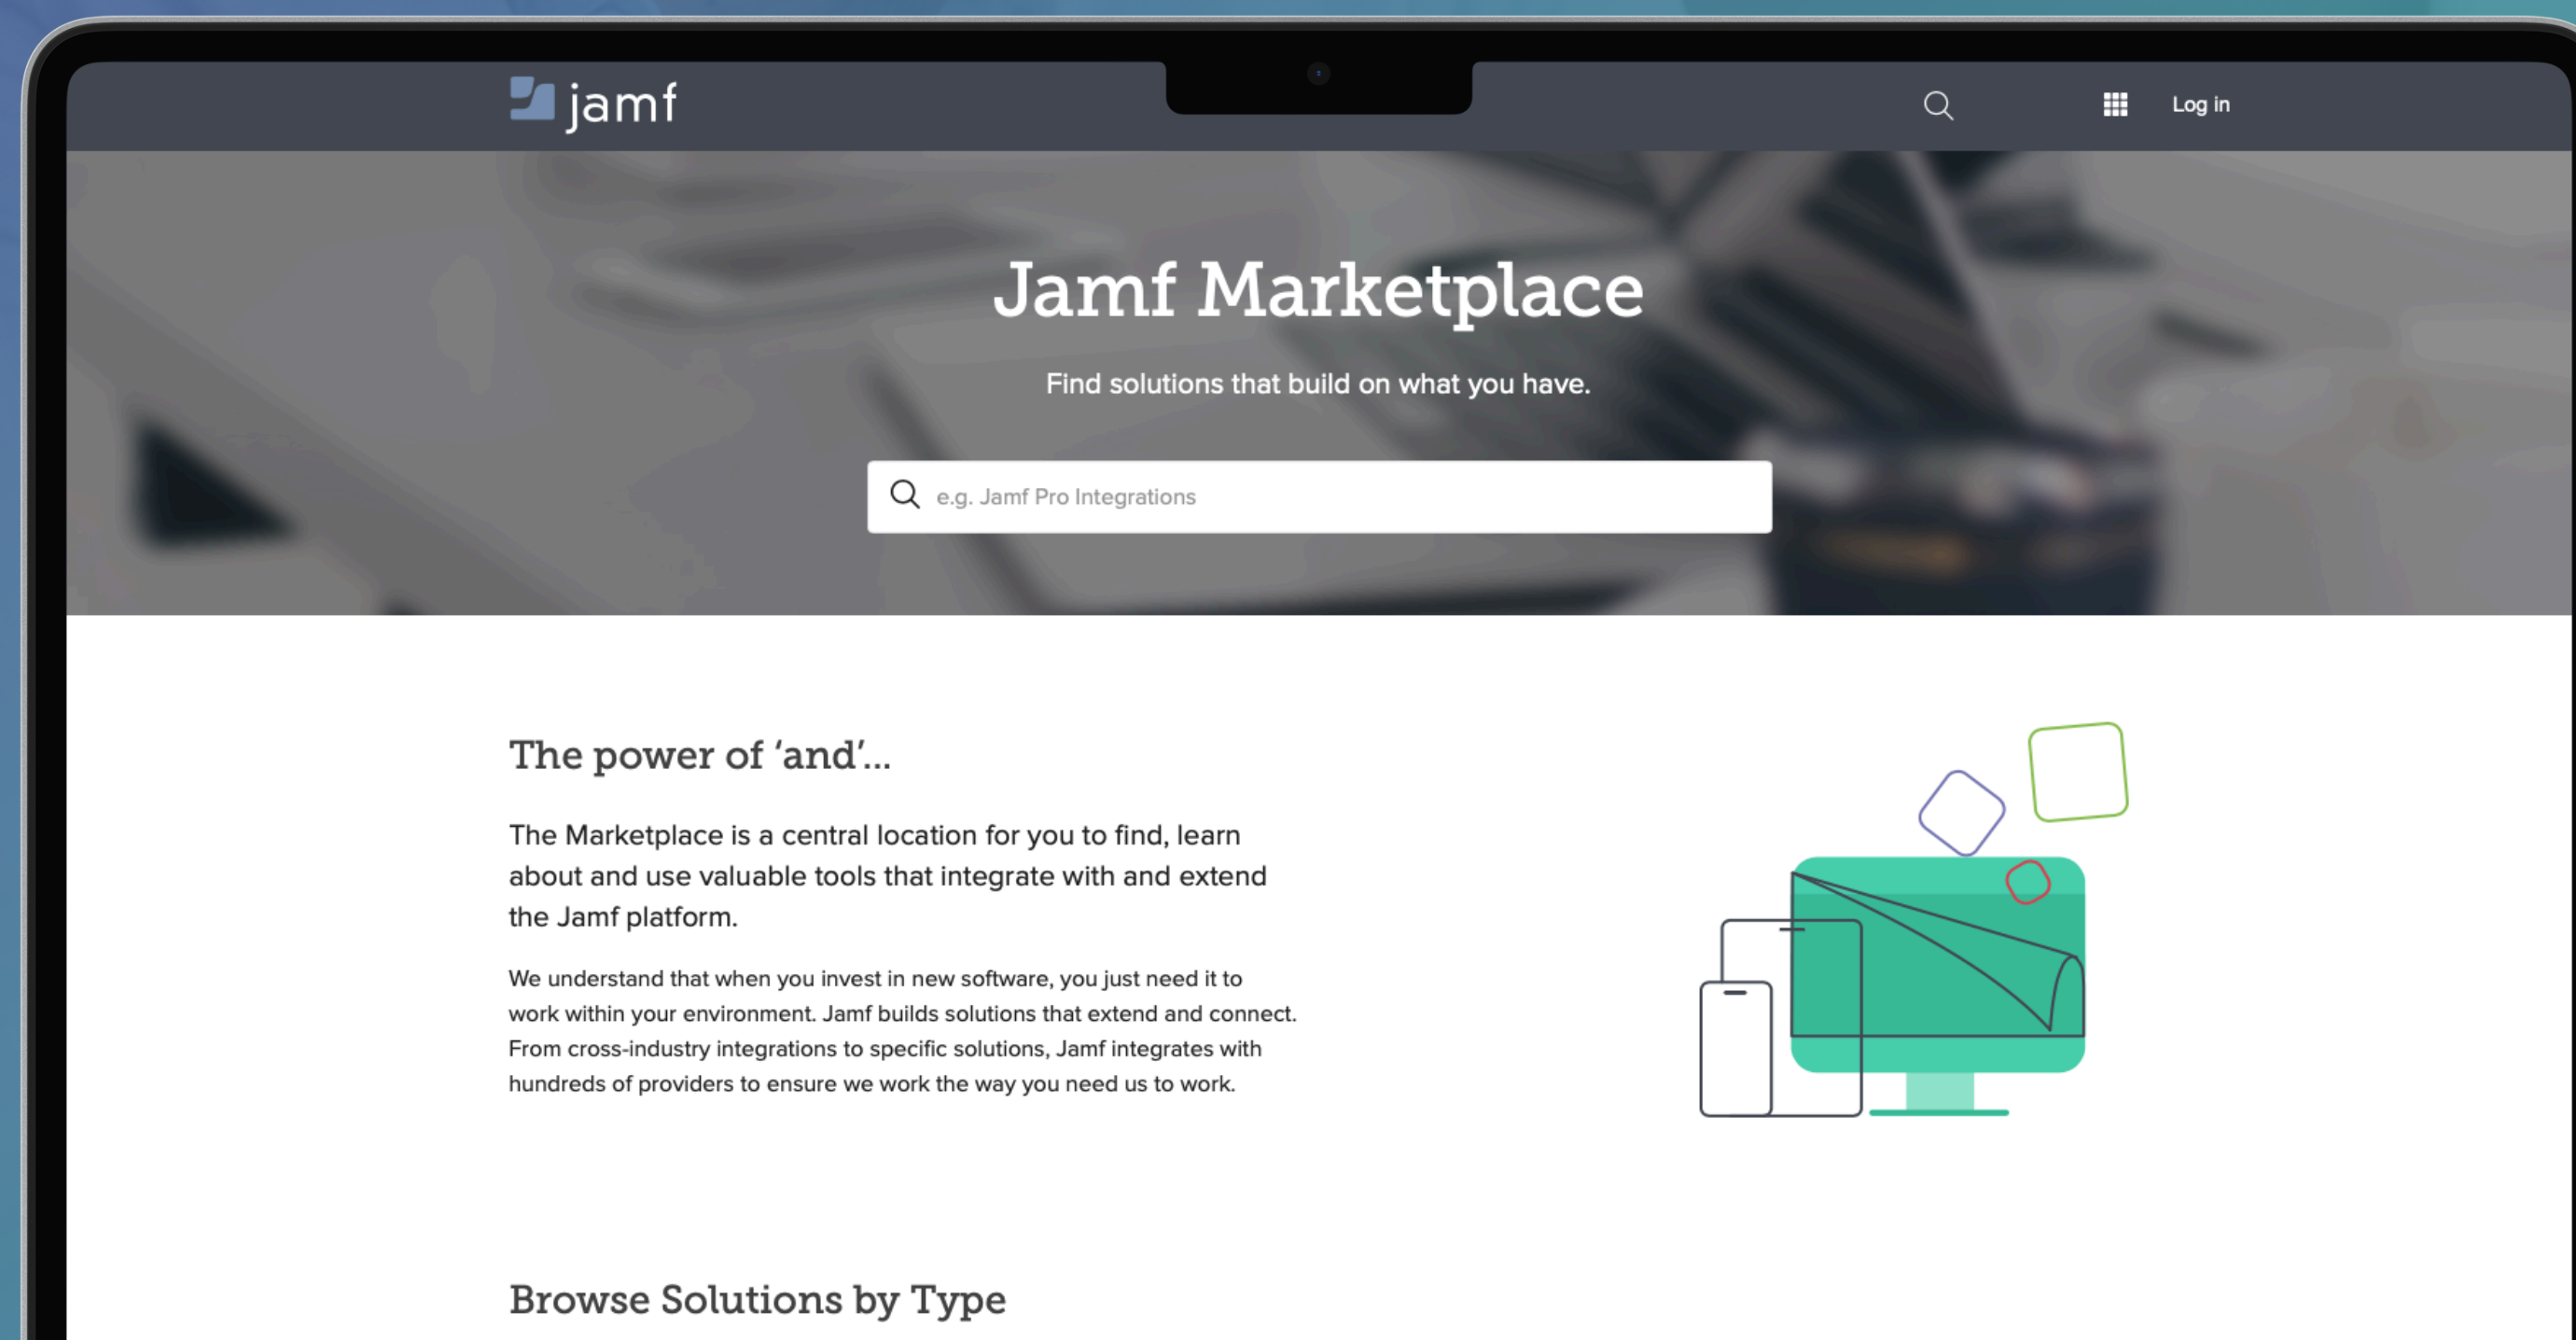 jamf
Log in
Jamf Marketplace
Find solutions that build on what you have.
e.g. Jamf Pro Integrations
The power of ‘and’...
The Marketplace is a central location for you to find, learn
about and use valuable tools that integrate with and extend
the Jamf platform.
We understand that when you invest in new software, you just need it to
work within your environment. Jamf builds solutions that extend and connect.
From cross-industry integrations to specific solutions, Jamf integrates with
hundreds of providers to ensure we work the way you need us to work.
Browse Solutions by Type